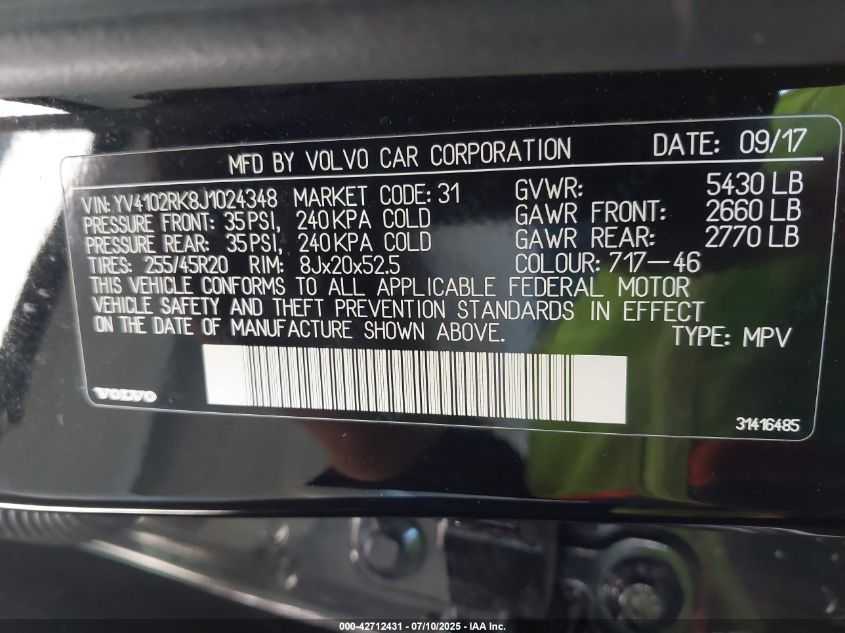 MFD BY VOLVO CAR CORPORATION DATE: 09/17
VIN: YV4102RK8J1024348 MARKET CODE: 31 GVWR: 5430 LB
PRESSURE FRONT: 35 PSI, 240 KPA COLD GAWR FRONT: 2660 LB
PRESSURE REAR: 35 PSI, 240 KPA COLD GAWR REAR: 2770 LB
TIRES: 255/45R20 RIM: 8Jx20x52.5 COLOUR: 717-46
THIS VEHICLE CONFORMS TO ALL APPLICABLE FEDERAL MOTOR
VEHICLE SAFETY AND THEFT PREVENTION STANDARDS IN EFFECT
ON THE DATE OF MANUFACTURE SHOWN ABOVE. TYPE: MPV
VOLVO
31416485
000-42712431 - 07/10/2025 - IAA Inc.